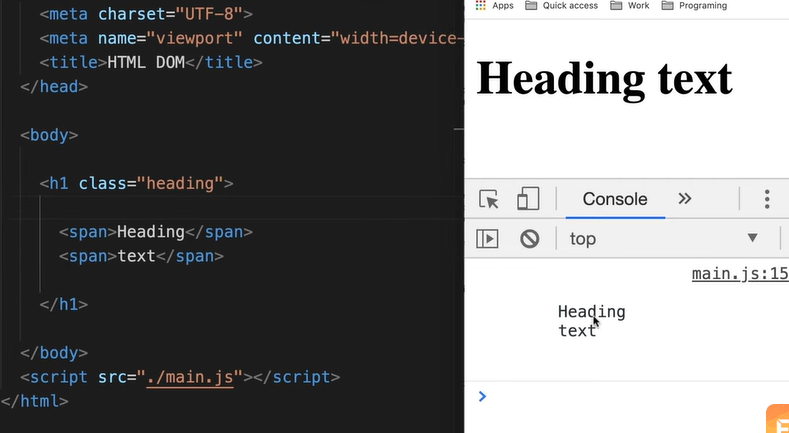 <meta charset="UTF-8">
<meta name="viewport" content="width=device-
<title>HTML DOM</title>
</head>
<body>
<h1 class="heading">
<span>Heading</span>
<span>text</span>
</h1>
</body>
<script src="./main.js"></script>
</html>
Apps Quick access Work Programing
Heading text
Console
top
main.js:15
Heading
text